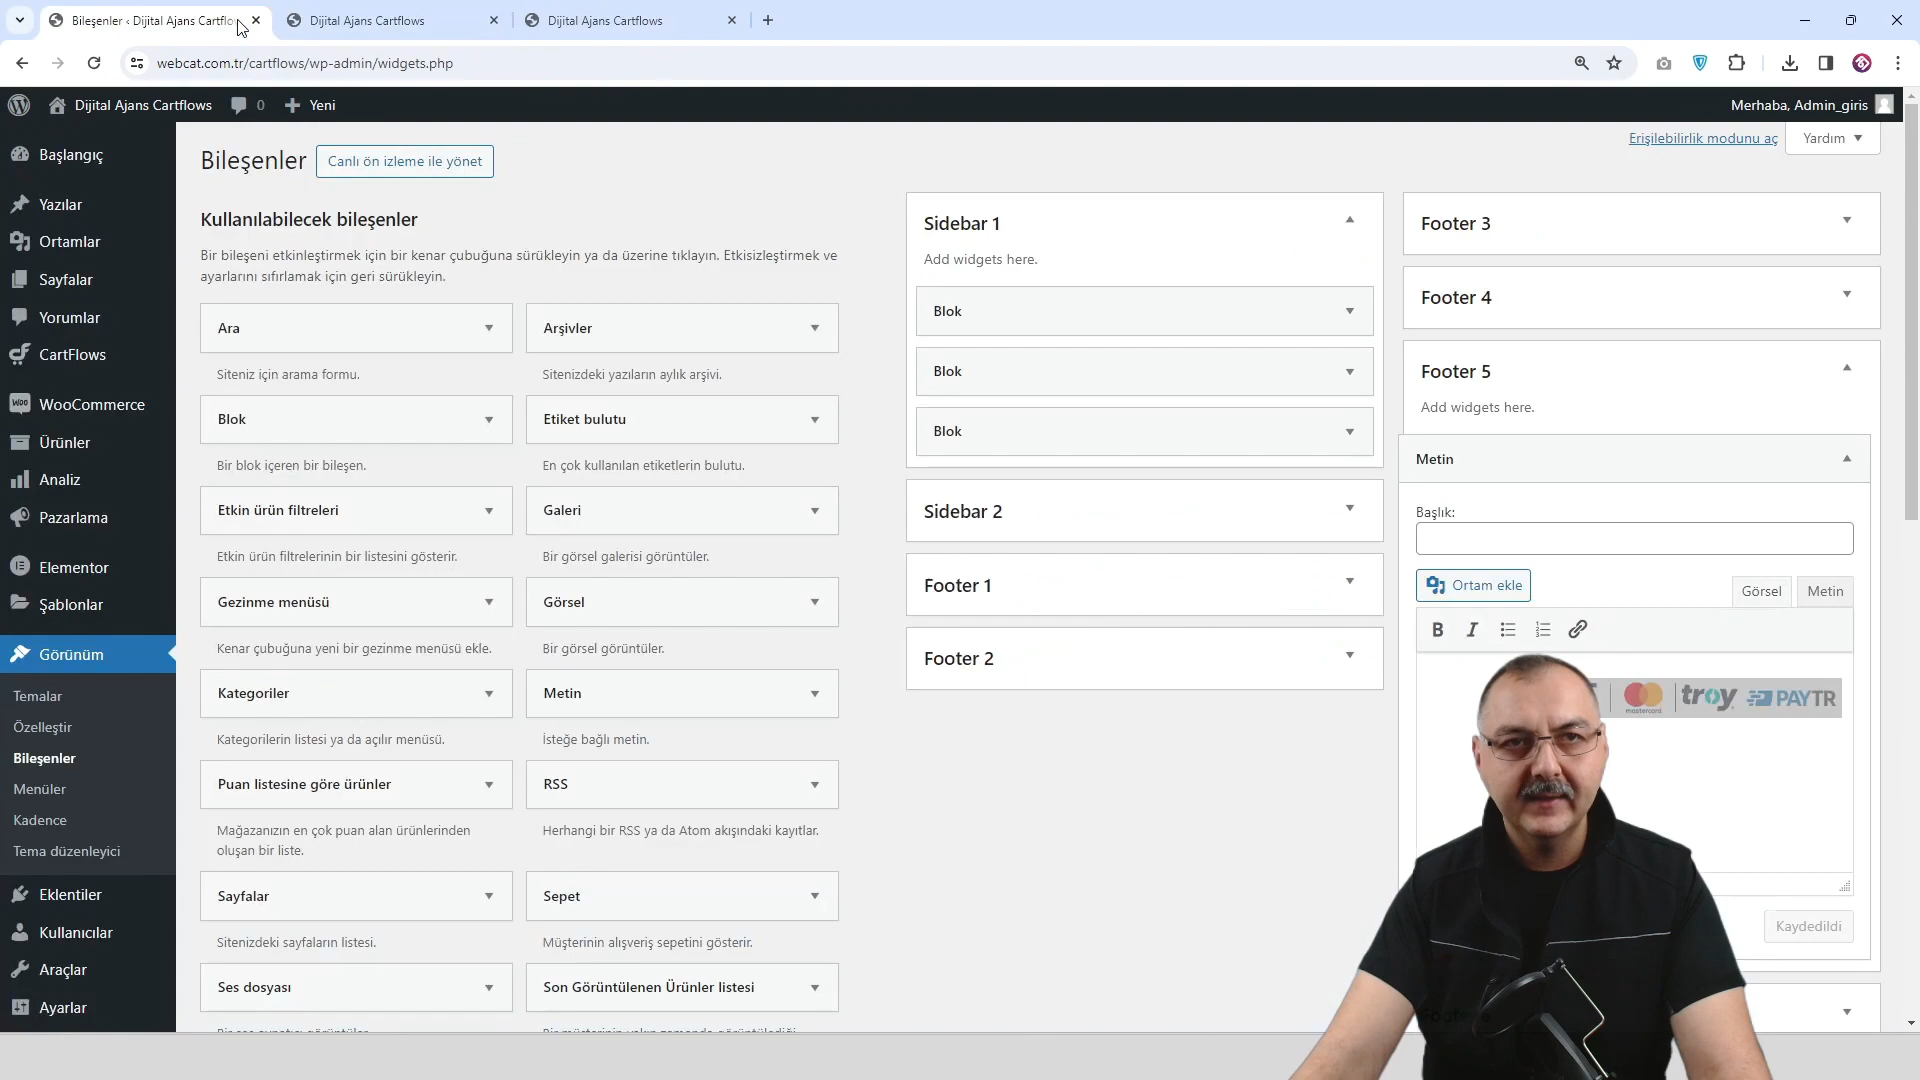 Bileşenler ‹ Dijital Ajans Cartflo
Dijital Ajans Cartflows
Dijital Ajans Cartflows
webcat.com.tr/cartflows/wp-admin/widgets.php
Dijital Ajans Cartflows
0
Yeni
Merhaba, Admin_giris
Başlangıç
Yazılar
Ortamlar
Sayfalar
Yorumlar
CartFlows
WooCommerce
Ürünler
Analiz
Pazarlama
Elementor
Şablonlar
Görünüm
Temalar
Özelleştir
Bileşenler
Menüler
Kadence
Tema düzenleyici
Eklentiler
Kullanıcılar
Araçlar
Ayarlar
Erişilebilirlik modunu aç
Yardım
Bileşenler
Canlı ön izleme ile yönet
Kullanılabilecek bileşenler
Bir bileşeni etkinleştirmek için bir kenar çubuğuna sürükleyin ya da üzerine tıklayın. Etkisizleştirmek ve
ayarlarını sıfırlamak için geri sürükleyin.
Ara
Siteniz için arama formu.
Arşivler
Sitenizdeki yazıların aylık arşivi.
Blok
Bir blok içeren bir bileşen.
Etiket bulutu
En çok kullanılan etiketlerin bulutu.
Etkin ürün filtreleri
Etkin ürün filtrelerinin bir listesini gösterir.
Galeri
Bir görsel galerisi görüntüler.
Gezinme menüsü
Kenar çubuğuna yeni bir gezinme menüsü ekle.
Görsel
Bir görsel görüntüler.
Kategoriler
Kategorilerin listesi ya da açılır menüsü.
Metin
İsteğe bağlı metin.
Puan listesine göre ürünler
Mağazanızın en çok puan alan ürünlerinden
oluşan bir liste.
RSS
Herhangi bir RSS ya da Atom akışındaki kayıtlar.
Sayfalar
Sitenizdeki sayfaların listesi.
Sepet
Müşterinin alışveriş sepetini gösterir.
Ses dosyası
Son Görüntülenen Ürünler listesi
Sidebar 1
Add widgets here.
Blok
Blok
Blok
Sidebar 2
Footer 1
Footer 2
Footer 3
Footer 4
Footer 5
Add widgets here.
Metin
Başlık:
Ortam ekle
Görsel
Metin
mastercard
troy
PAYTR
Kaydedildi